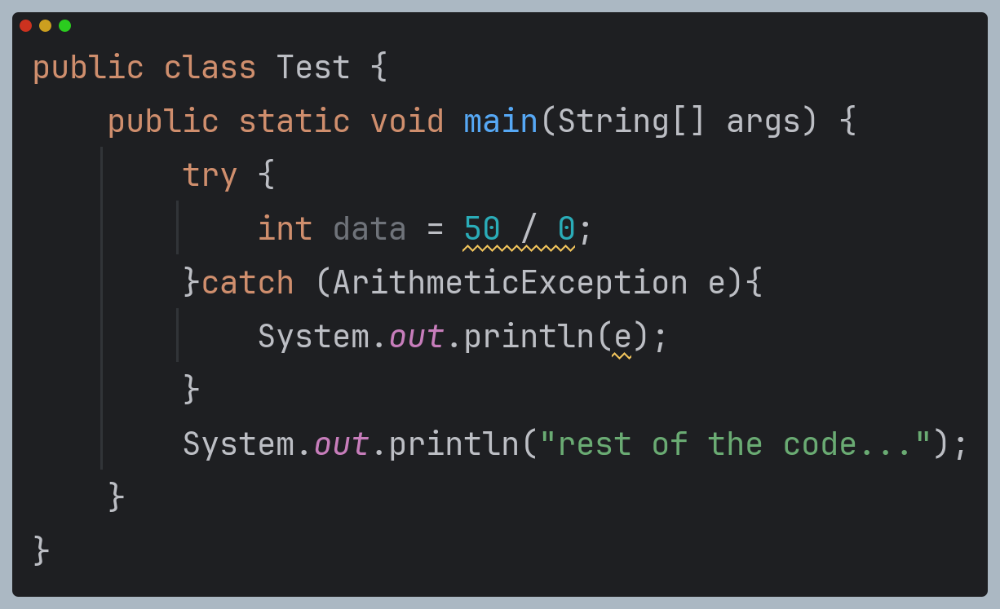 public class Test {
    public static void main(String[] args) {
        try {
            int data = 50 / 0;
        }catch (ArithmeticException e){
            System.out.println(e);
        }
        System.out.println("rest of the code...");
    }
}